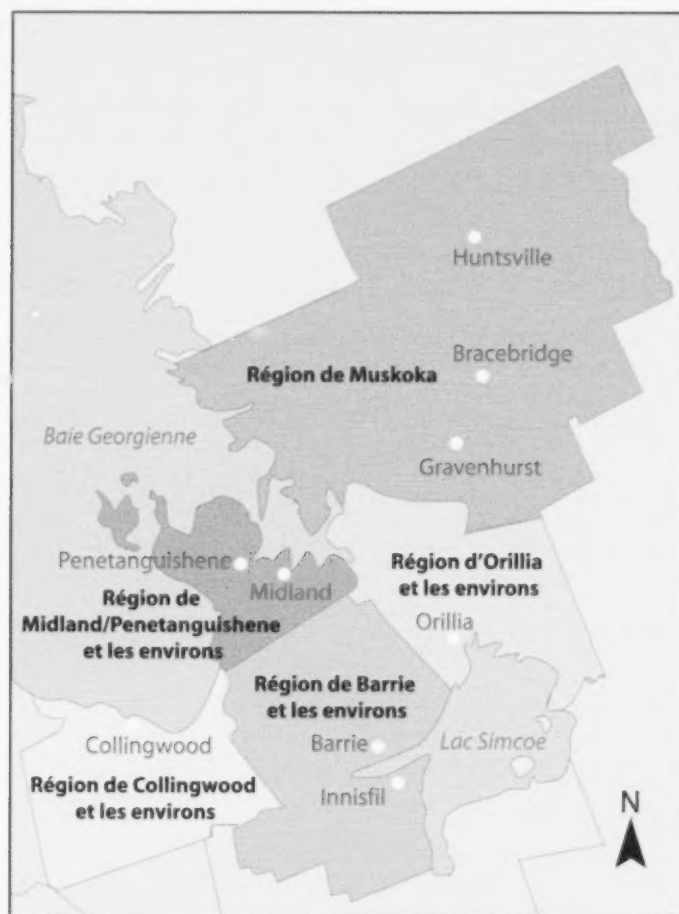 Huntsville
Bracebridge
Région de Muskoka
Baie Georgienne
Gravenhurst
Penetanguishene
Midland
Région d'Orillia
et les environs
Orillia
Région de
Midland/Penetanguishene
et les environs
Région de Barrie
et les environs
Collingwood
Barrie
Lac Simcoe
Région de Collingwood
et les environs
Innisfil
N